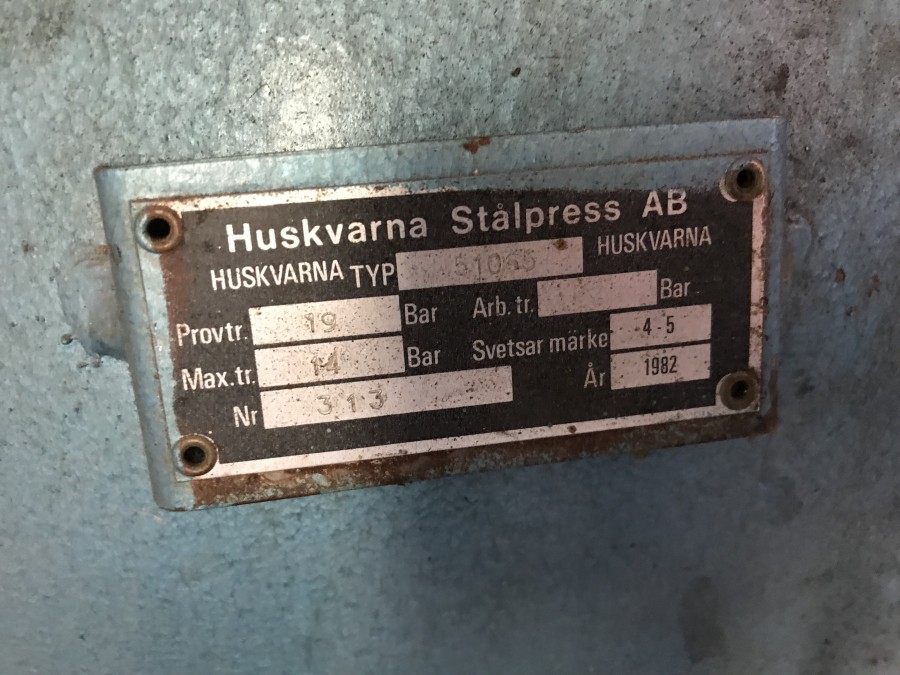 Huskvarna Stålpress AB
HUSKVARNA TYP 51065 HUSKVARNA
Provtr. 19 Bar Arb. tr. Bar
Max.tr. 14 Bar Svetsar märke 4-5
Nr 313 År 1982